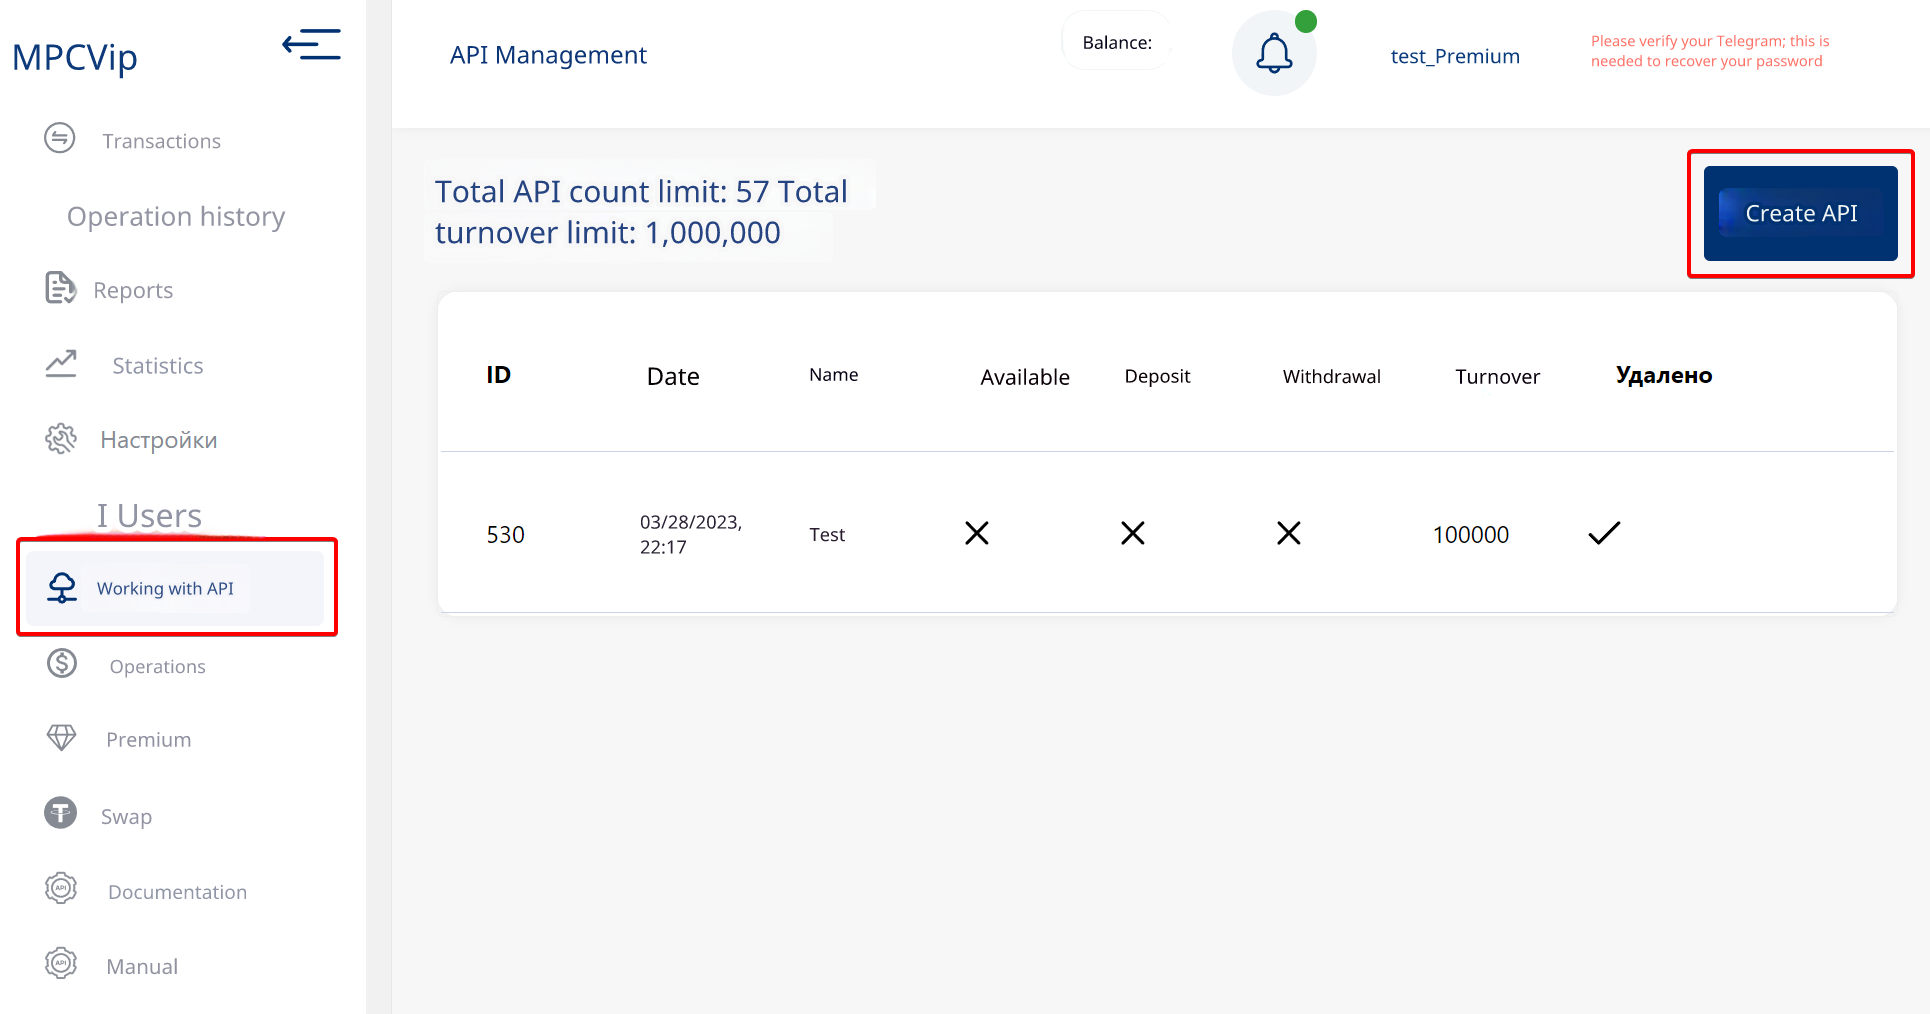 MPCVip
Transactions
Operation history
Reports
Statistics
Настройки
I Users
Working with API
Operations
Premium
Swap
Documentation
Manual
API Management
Balance:
test_Premium
Please verify your Telegram; this is
needed to recover your password
Total API count limit: 57 Total
turnover limit: 1,000,000
Create API
ID Date Name Available Deposit Withdrawal Turnover Удалено
530 03/28/2023, Test 100000
22:17